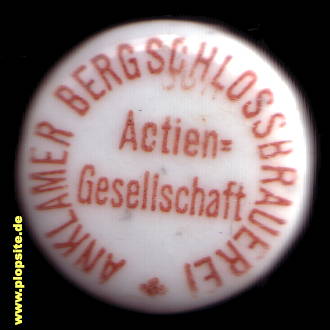 ANKLAMER BERGSCHLOSSBRAUEREI *
Actien=
Gesellschaft
www.plopsite.de